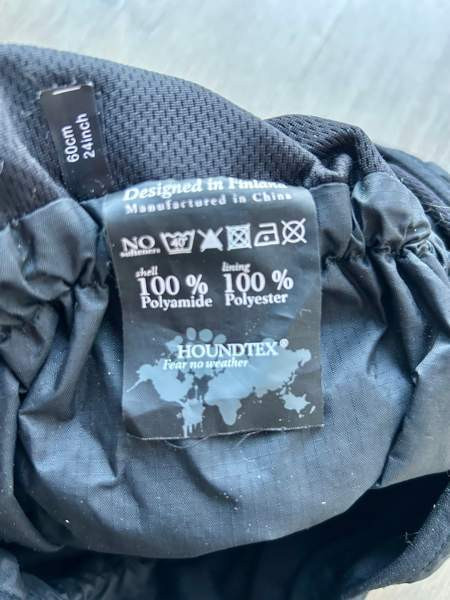 60cm
24inch
Designed in Finland
Manufactured in China
NO
softeners
40°
shell
100 %
Polyamide
lining
100 %
Polyester
HOUNDTEX®
Fear no weather